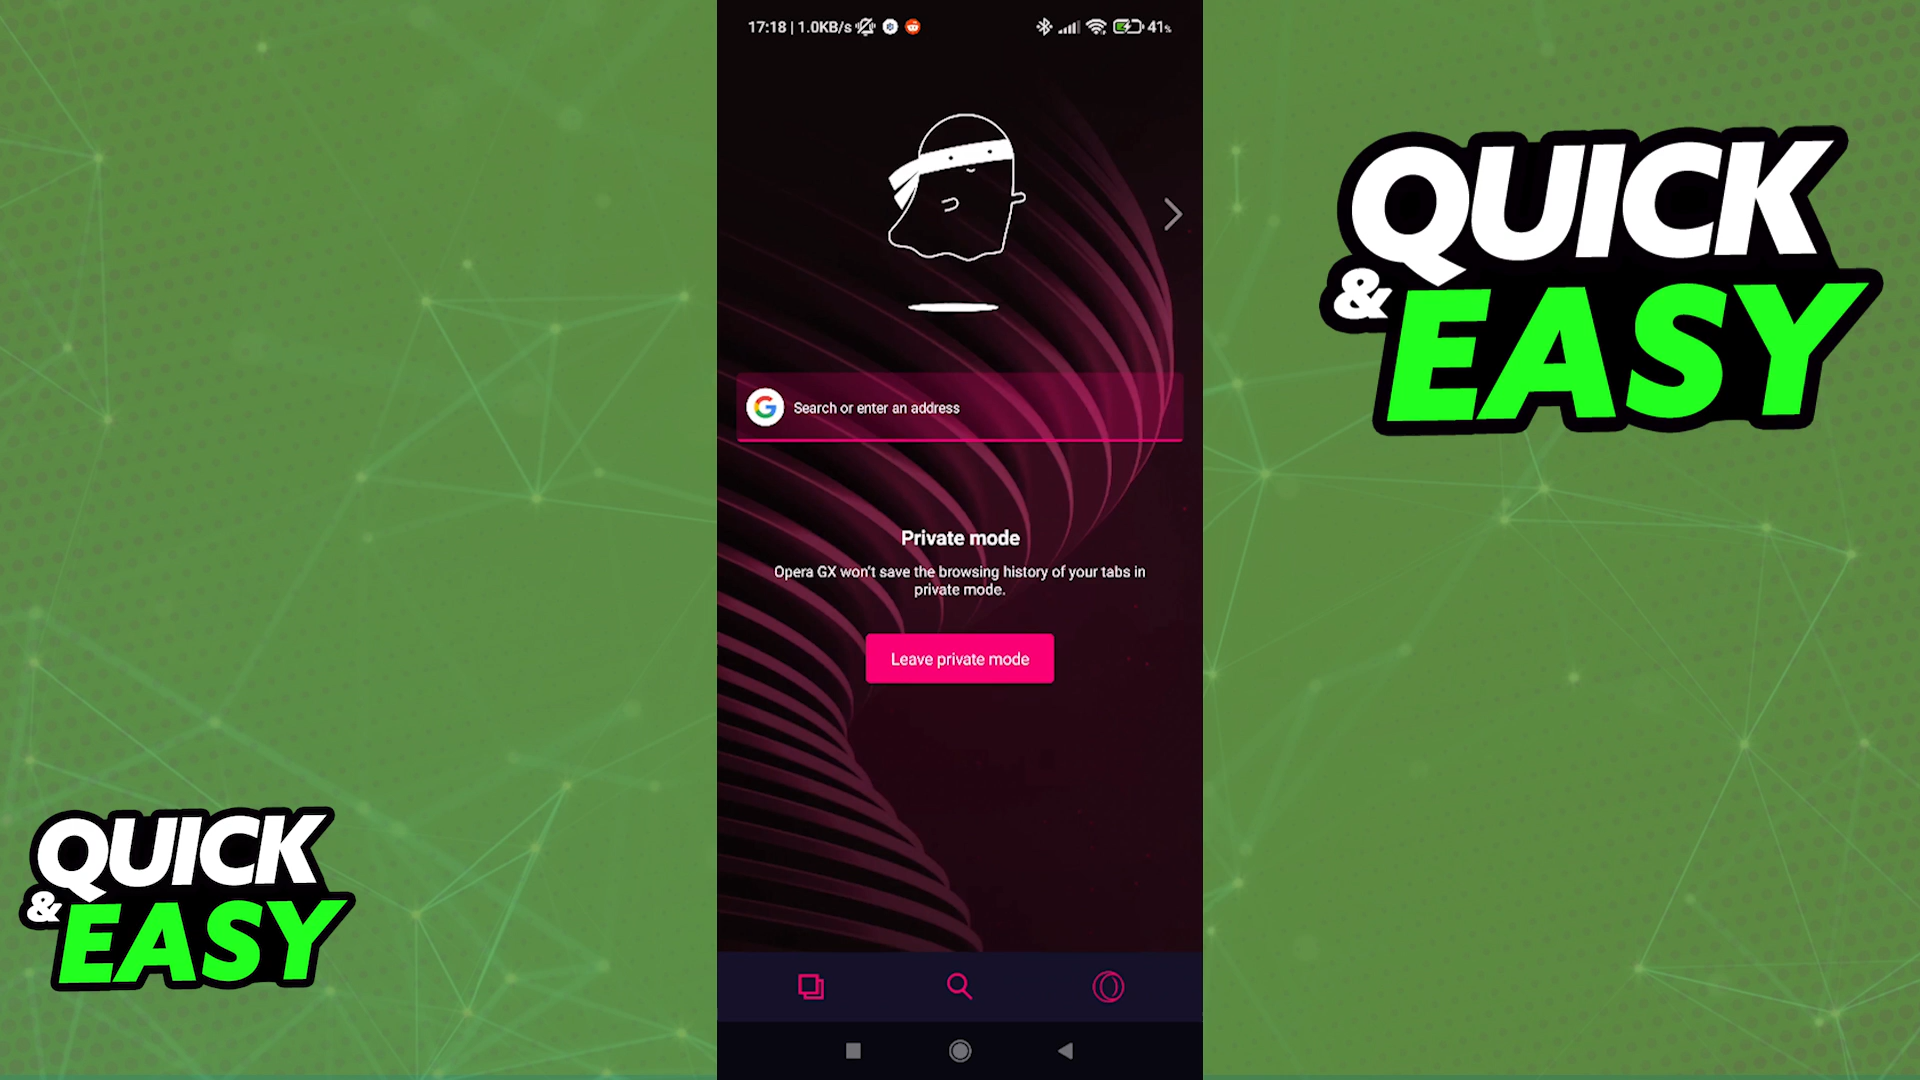 17:18 | 1.0KB/s
41%
QUICK
& EASY
Search or enter an address
Private mode
Opera GX won't save the browsing history of your tabs in
private mode.
Leave private mode
QUICK
& EASY